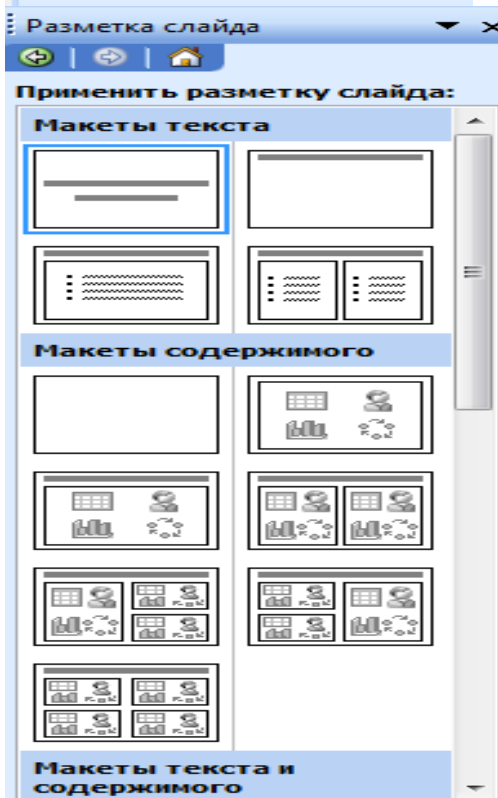 Разметка слайда
Применить разметку слайда:
Макеты текста
Макеты содержимого
Макеты текста и
содержимого